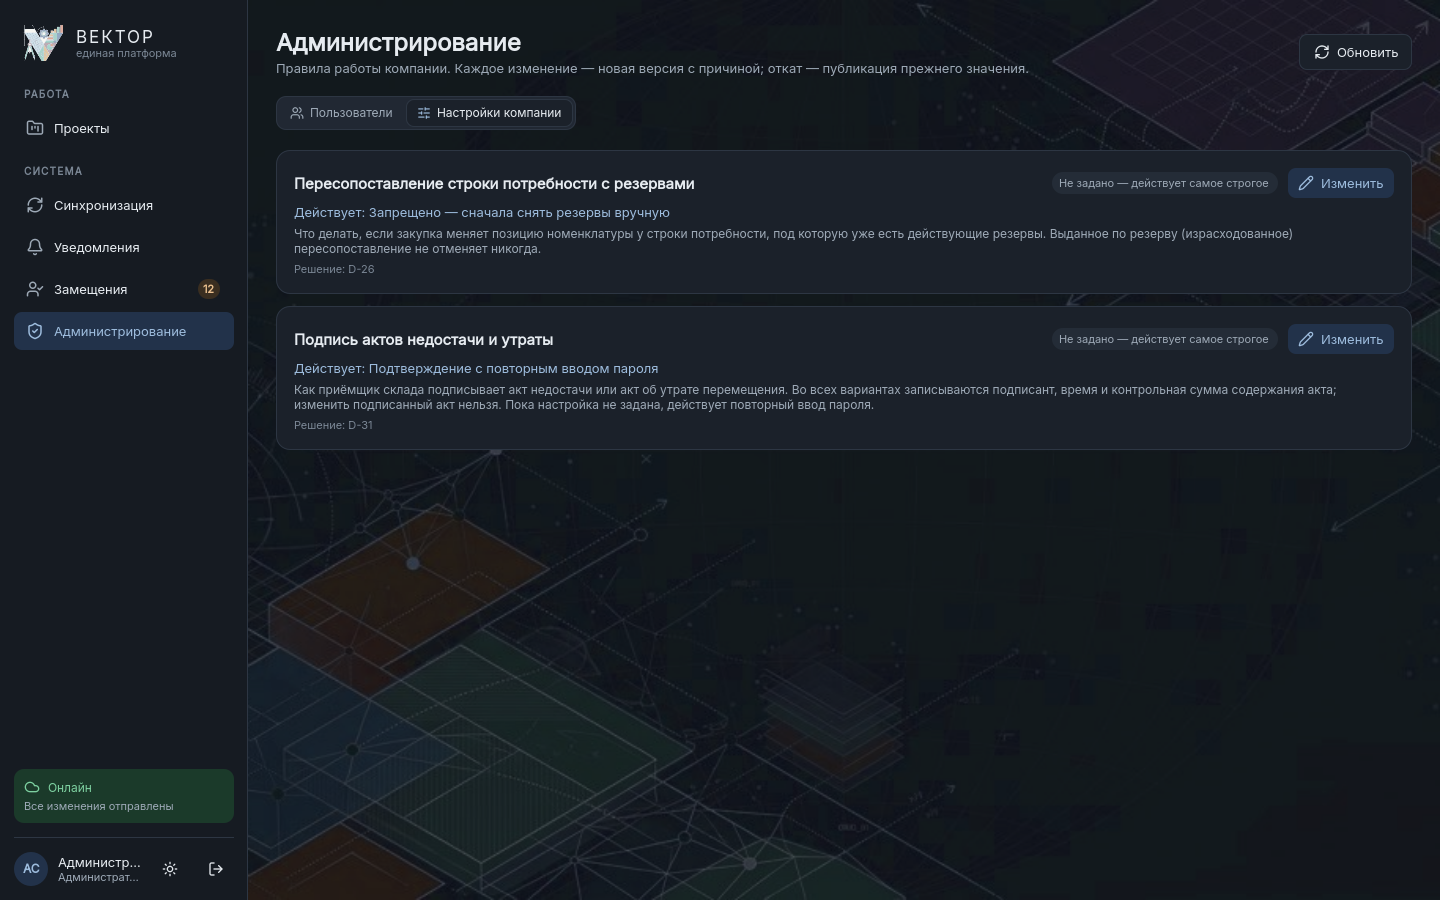 ВЕКТОР
единая платформа
РАБОТА
Проекты
СИСТЕМА
Синхронизация
Уведомления
Замещения
12
Администрирование
Онлайн
Все изменения отправлены
АС
Администр...
Администрат...
Администрирование
Правила работы компании. Каждое изменение — новая версия с причиной; откат — публикация прежнего значения.
Обновить
Пользователи
Настройки компании
Пересопоставление строки потребности с резервами
Не задано — действует самое строгое
Изменить
Действует: Запрещено — сначала снять резервы вручную
Что делать, если закупка меняет позицию номенклатуры у строки потребности, под которую уже есть действующие резервы. Выданное по резерву (израсходованное)
пересопоставление не отменяет никогда.
Решение: D-26
Подпись актов недостачи и утраты
Не задано — действует самое строгое
Изменить
Действует: Подтверждение с повторным вводом пароля
Как приёмщик склада подписывает акт недостачи или акт об утрате перемещения. Во всех вариантах записываются подписант, время и контрольная сумма содержания акта;
изменить подписанный акт нельзя. Пока настройка не задана, действует повторный ввод пароля.
Решение: D-31